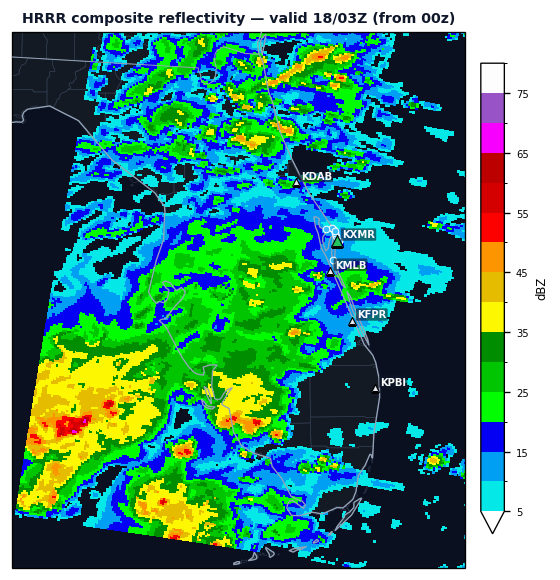 HRRR composite reflectivity — valid 18/03Z (from 00z)
KDAB
KXMR
KMLB
KFPR
KPBI
75
65
55
45
35
25
15
5
dBZ